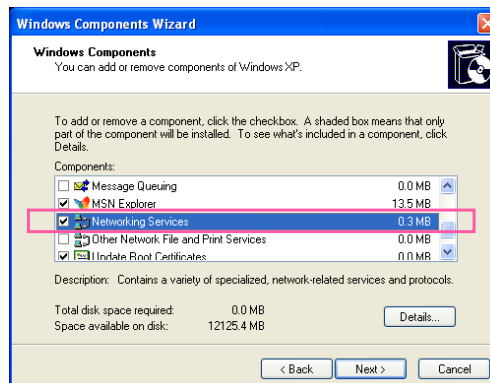 Windows Components Wizard
Windows Components
You can add or remove components of Windows XP.
To add or remove a component, click the checkbox. A shaded box means that only
part of the component will be installed. To see what's included in a component, click
Details.
Components:
Message Queuing 0.0 MB
MSN Explorer 13.5 MB
Networking Services 0.3 MB
Other Network File and Print Services 0.0 MB
Update Root Certificates 0.0 MB
Description: Contains a variety of specialized, network-related services and protocols.
Total disk space required: 0.0 MB
Space available on disk: 12125.4 MB
Details...
< Back Next > Cancel